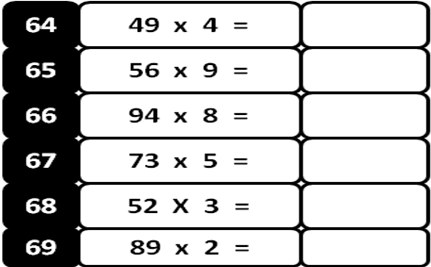 64 49 x 4 =
65 56 x 9 =
66 94 x 8 =
67 73 x 5 =
68 52 X 3 =
69 89 x 2 =